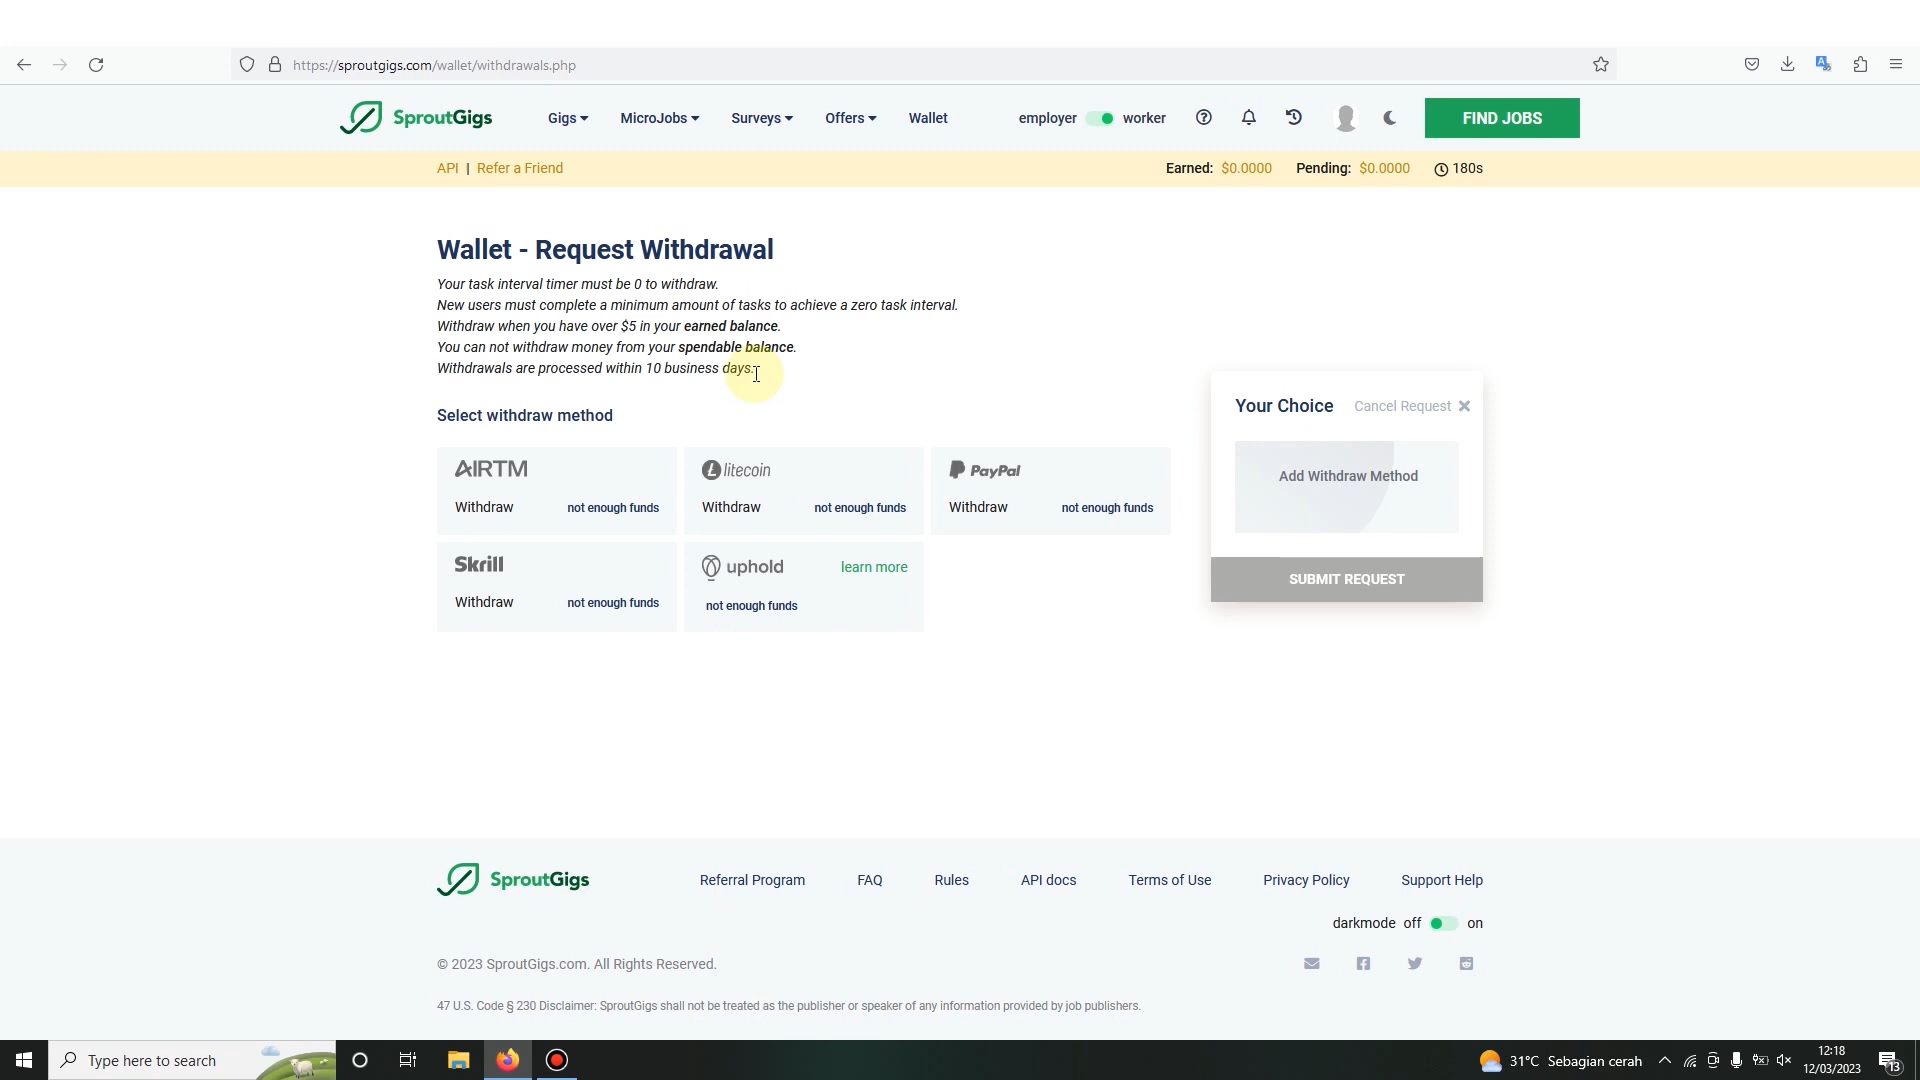 https://sproutgigs.com/wallet/withdrawals.php
SproutGigs
Gigs
MicroJobs
Surveys
Offers
Wallet
employer
worker
FIND JOBS
API | Refer a Friend
Earned: $0.0000
Pending: $0.0000
180s
Wallet - Request Withdrawal
Your task interval timer must be 0 to withdraw.
New users must complete a minimum amount of tasks to achieve a zero task interval.
Withdraw when you have over $5 in your earned balance.
You can not withdraw money from your spendable balance.
Withdrawals are processed within 10 business days.
Select withdraw method
AIRTM
Withdraw not enough funds
litecoin
Withdraw not enough funds
PayPal
Withdraw not enough funds
Skrill
Withdraw not enough funds
uphold learn more
not enough funds
Your Choice Cancel Request
Add Withdraw Method
SUBMIT REQUEST
SproutGigs
Referral Program
FAQ
Rules
API docs
Terms of Use
Privacy Policy
Support Help
darkmode off on
© 2023 SproutGigs.com. All Rights Reserved.
47 U.S. Code § 230 Disclaimer: SproutGigs shall not be treated as the publisher or speaker of any information provided by job publishers.
Type here to search
31°C Sebagian cerah
12:18
12/03/2023
13